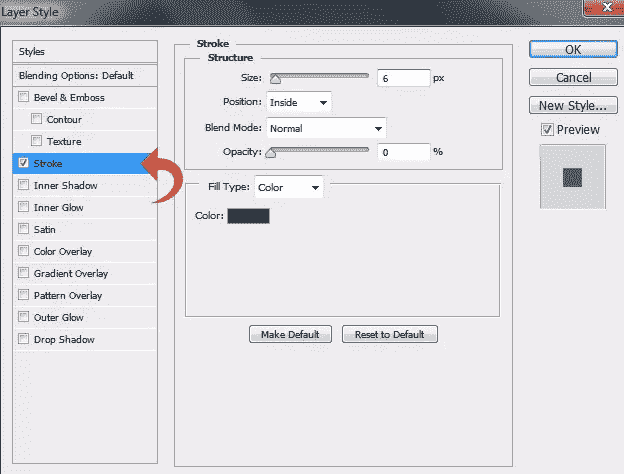 Layer Style
Styles
Blending Options: Default
Bevel & Emboss
Contour
Texture
Stroke
Inner Shadow
Inner Glow
Satin
Color Overlay
Gradient Overlay
Pattern Overlay
Outer Glow
Drop Shadow
Stroke
Structure
Size: 6 px
Position: Inside
Blend Mode: Normal
Opacity: 0 %
Fill Type: Color
Color:
Make Default Reset to Default
OK
Cancel
New Style...
Preview